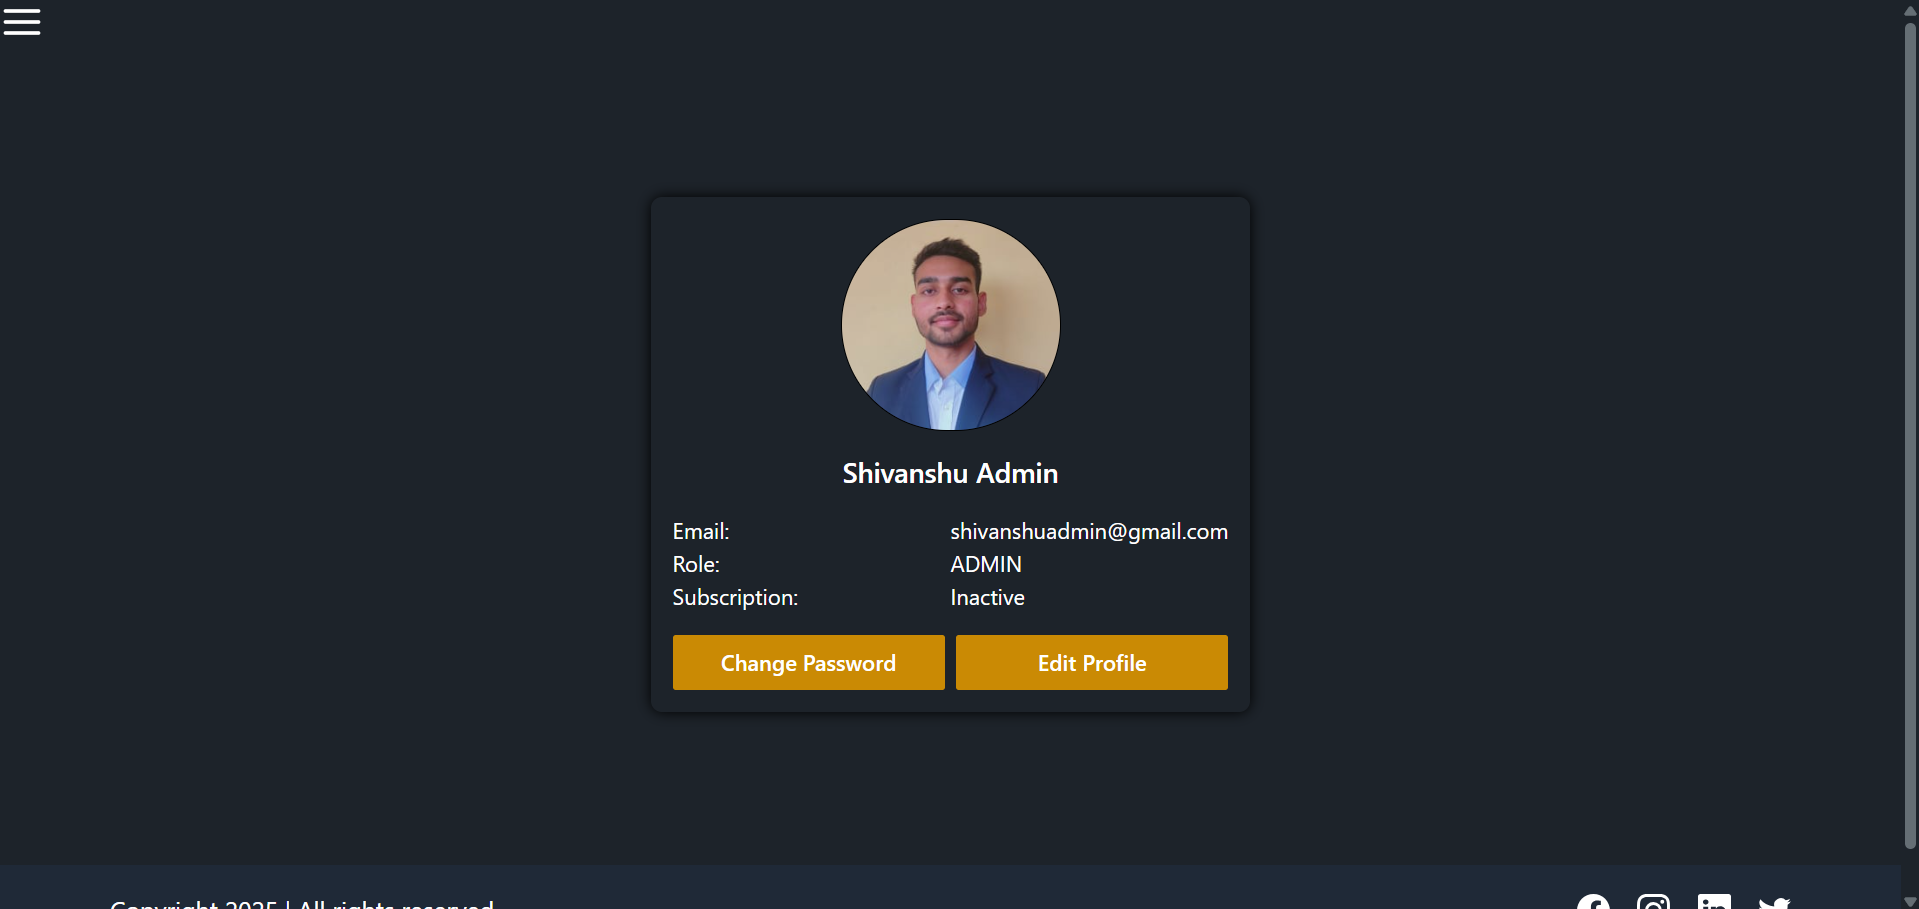 Shivanshu Admin
Email: shivanshuadmin@gmail.com
Role: ADMIN
Subscription: Inactive
Change Password Edit Profile
Copyright 2025 | All rights reserved